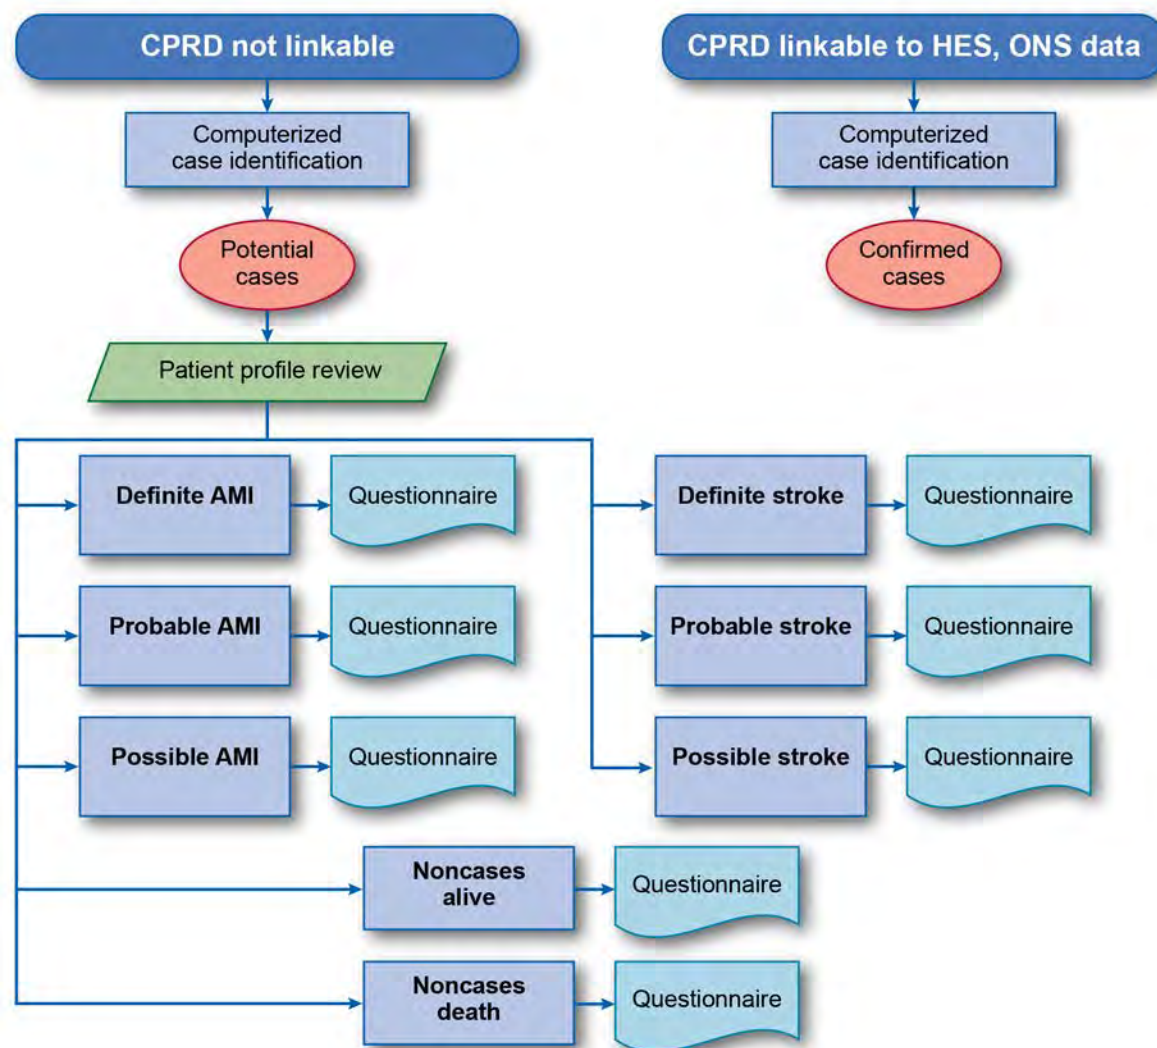 CPRD not linkable
CPRD linkable to HES, ONS data
Computerized
case identification
Computerized
case identification
Potential
cases
Confirmed
cases
Patient profile review
Definite AMI
Questionnaire
Definite stroke
Questionnaire
Probable AMI
Questionnaire
Probable stroke
Questionnaire
Possible AMI
Questionnaire
Possible stroke
Questionnaire
Noncases
alive
Questionnaire
Noncases
death
Questionnaire